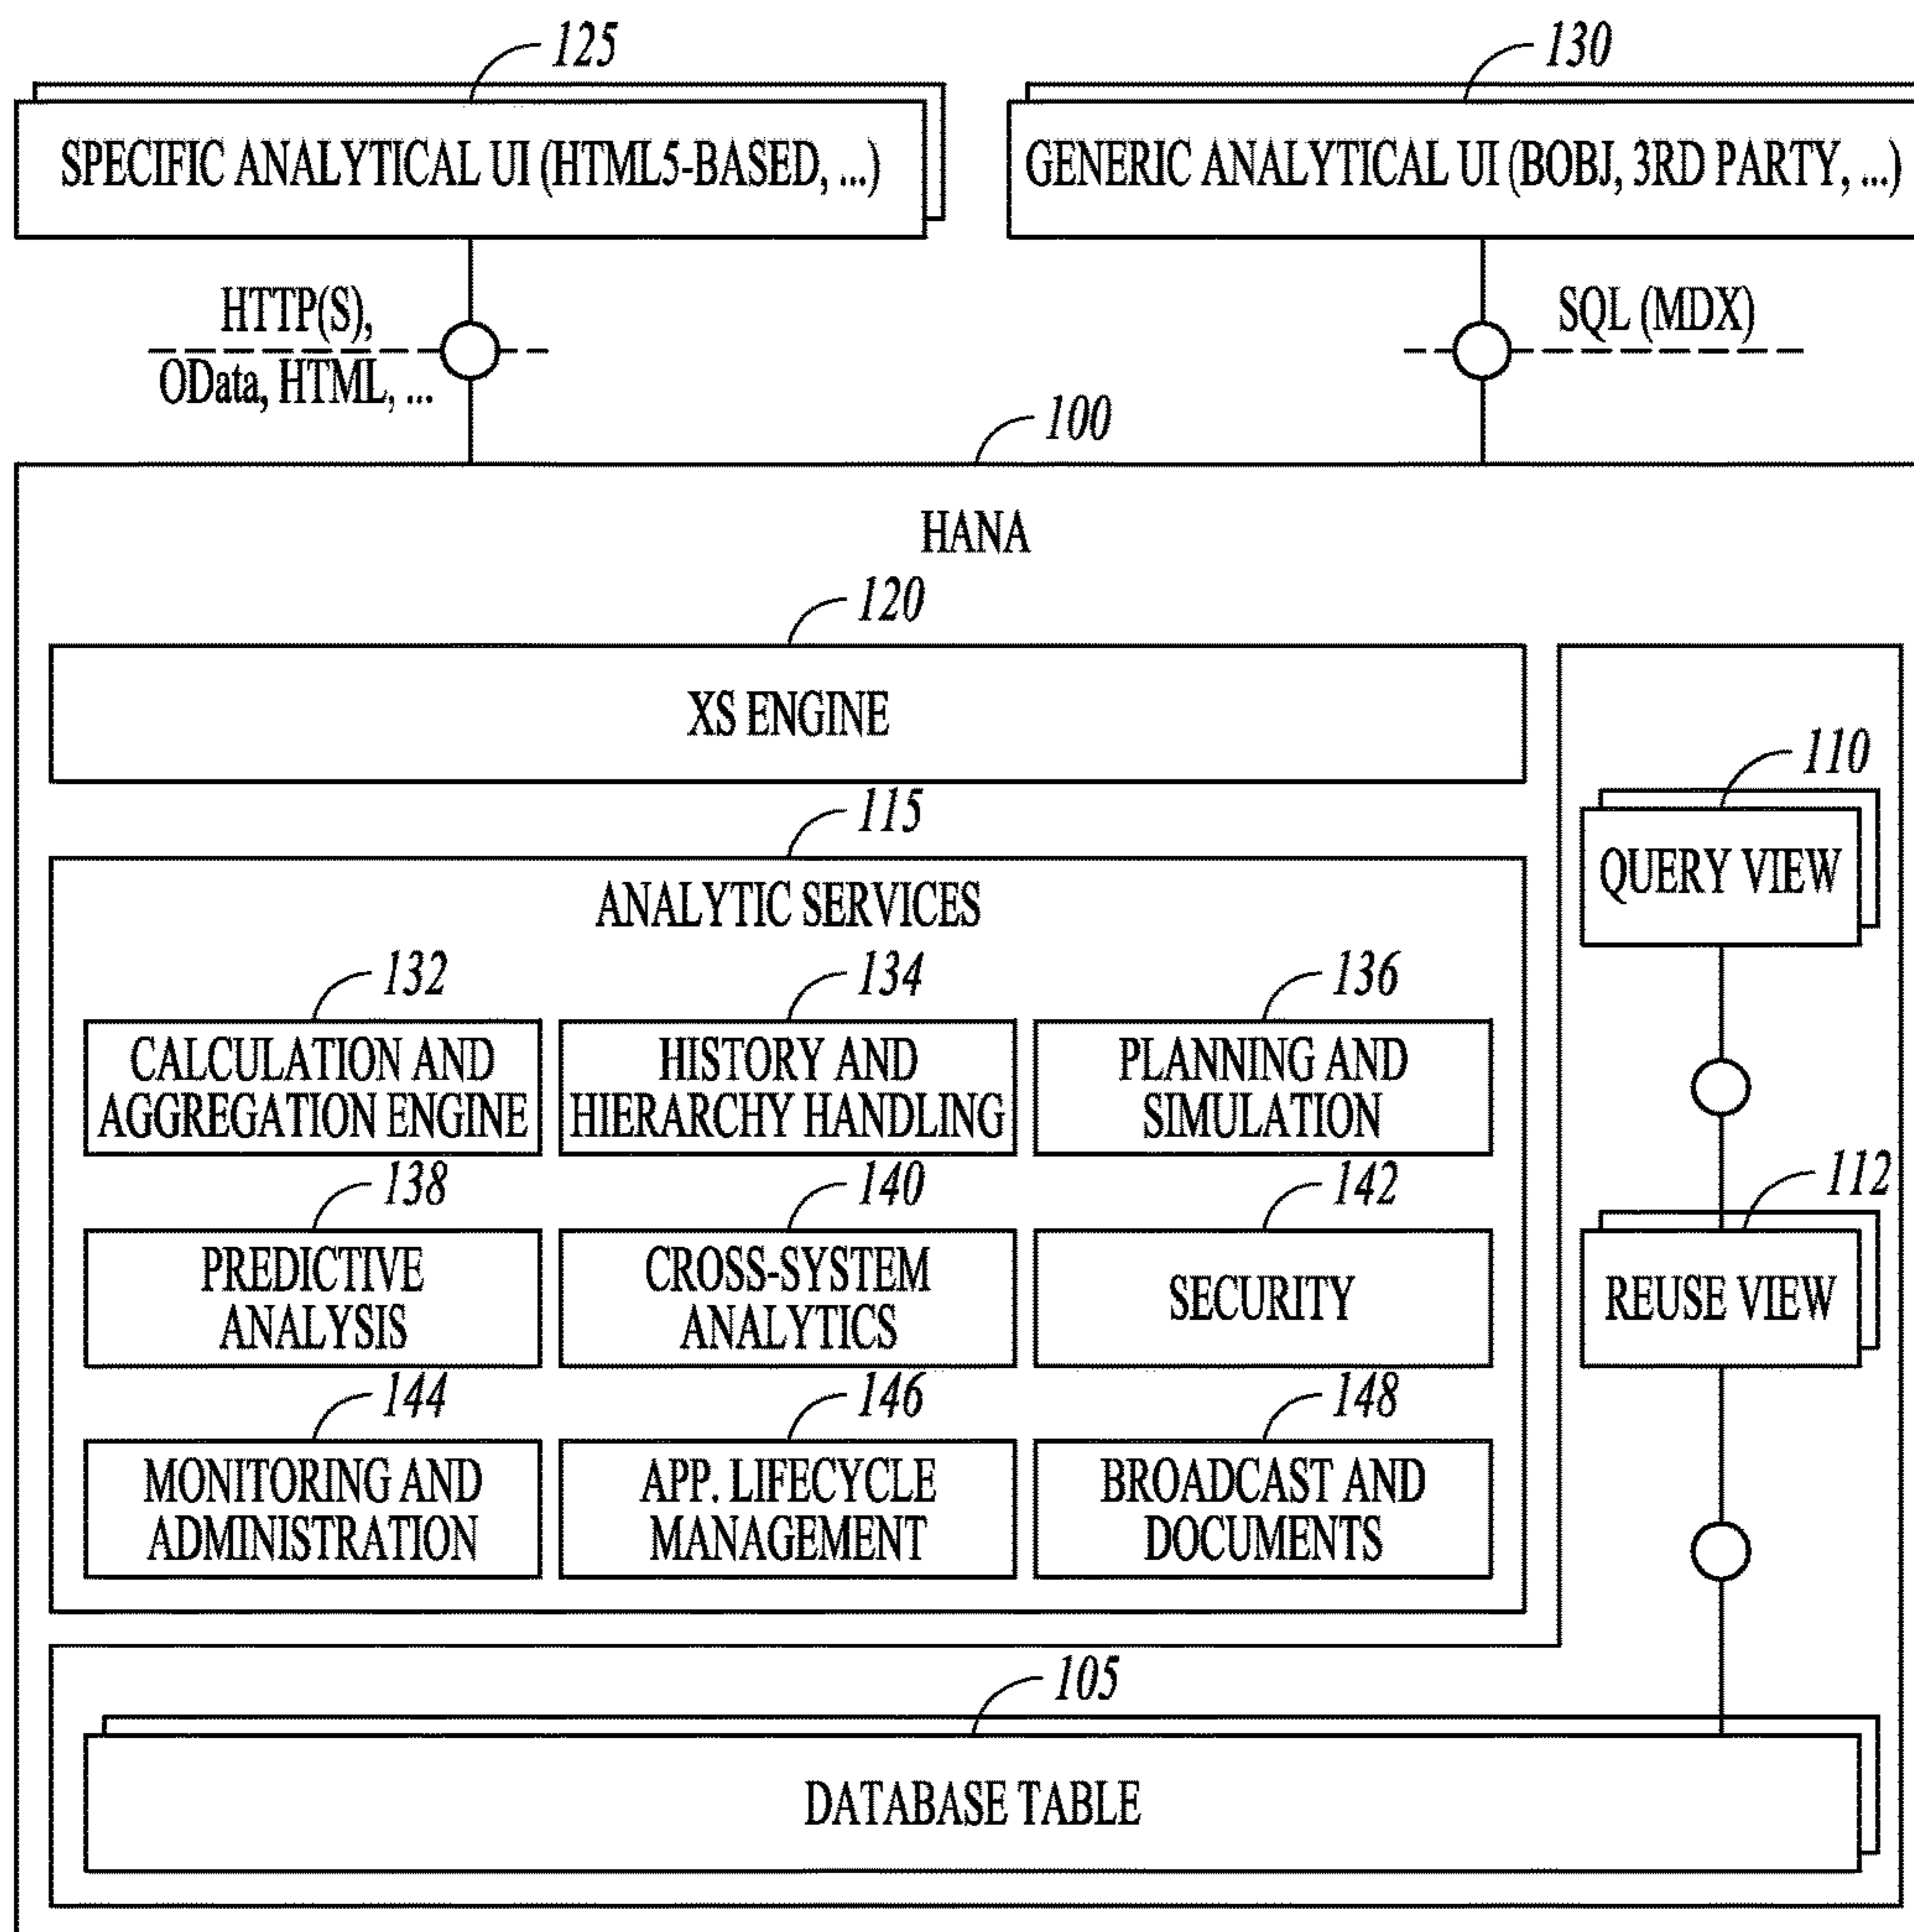 125
130
SPECIFIC ANALYTICAL UI (HTML5-BASED, ...)
GENERIC ANALYTICAL UI (BOBJ, 3RD PARTY, ...)
HTTP(S),
OData, HTML, ...
SQL (MDX)
100
HANA
120
XS ENGINE
110
QUERY VIEW
115
ANALYTIC SERVICES
132
134
136
CALCULATION AND
AGGREGATION ENGINE
HISTORY AND
HIERARCHY HANDLING
PLANNING AND
SIMULATION
138
140
142
112
PREDICTIVE
ANALYSIS
CROSS-SYSTEM
ANALYTICS
SECURITY
REUSE VIEW
144
146
148
MONITORING AND
ADMINISTRATION
APP. LIFECYCLE
MANAGEMENT
BROADCAST AND
DOCUMENTS
105
DATABASE TABLE